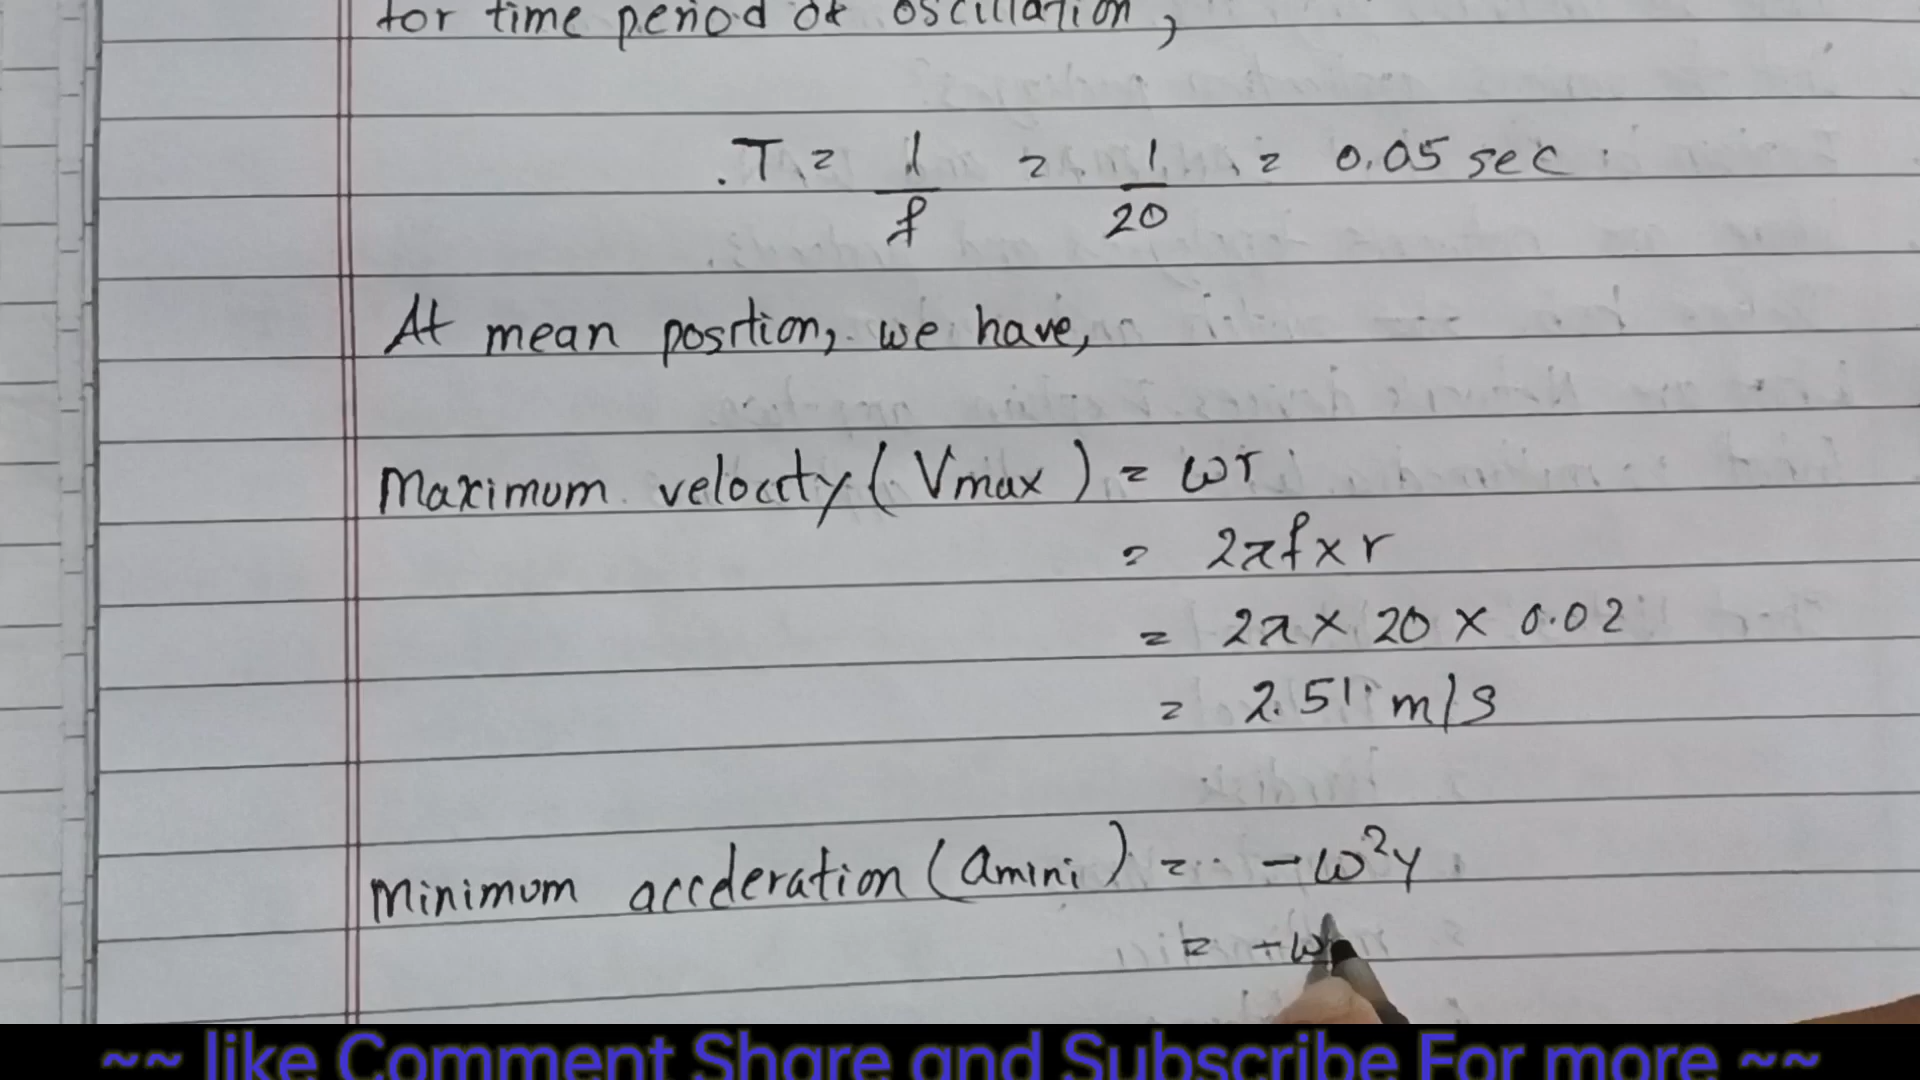 for time period of oscillation,
T = 1/f = 1/20 = 0.05 sec
At mean position, we have,
Maximum velocity (Vmax) = ωr
= 2πf x r
= 2π × 20 × 0.02
= 2.51 m/s
Minimum acceleration (amini) = -ω²y
= -ω
~~ like Comment Share and Subscribe For more ~~